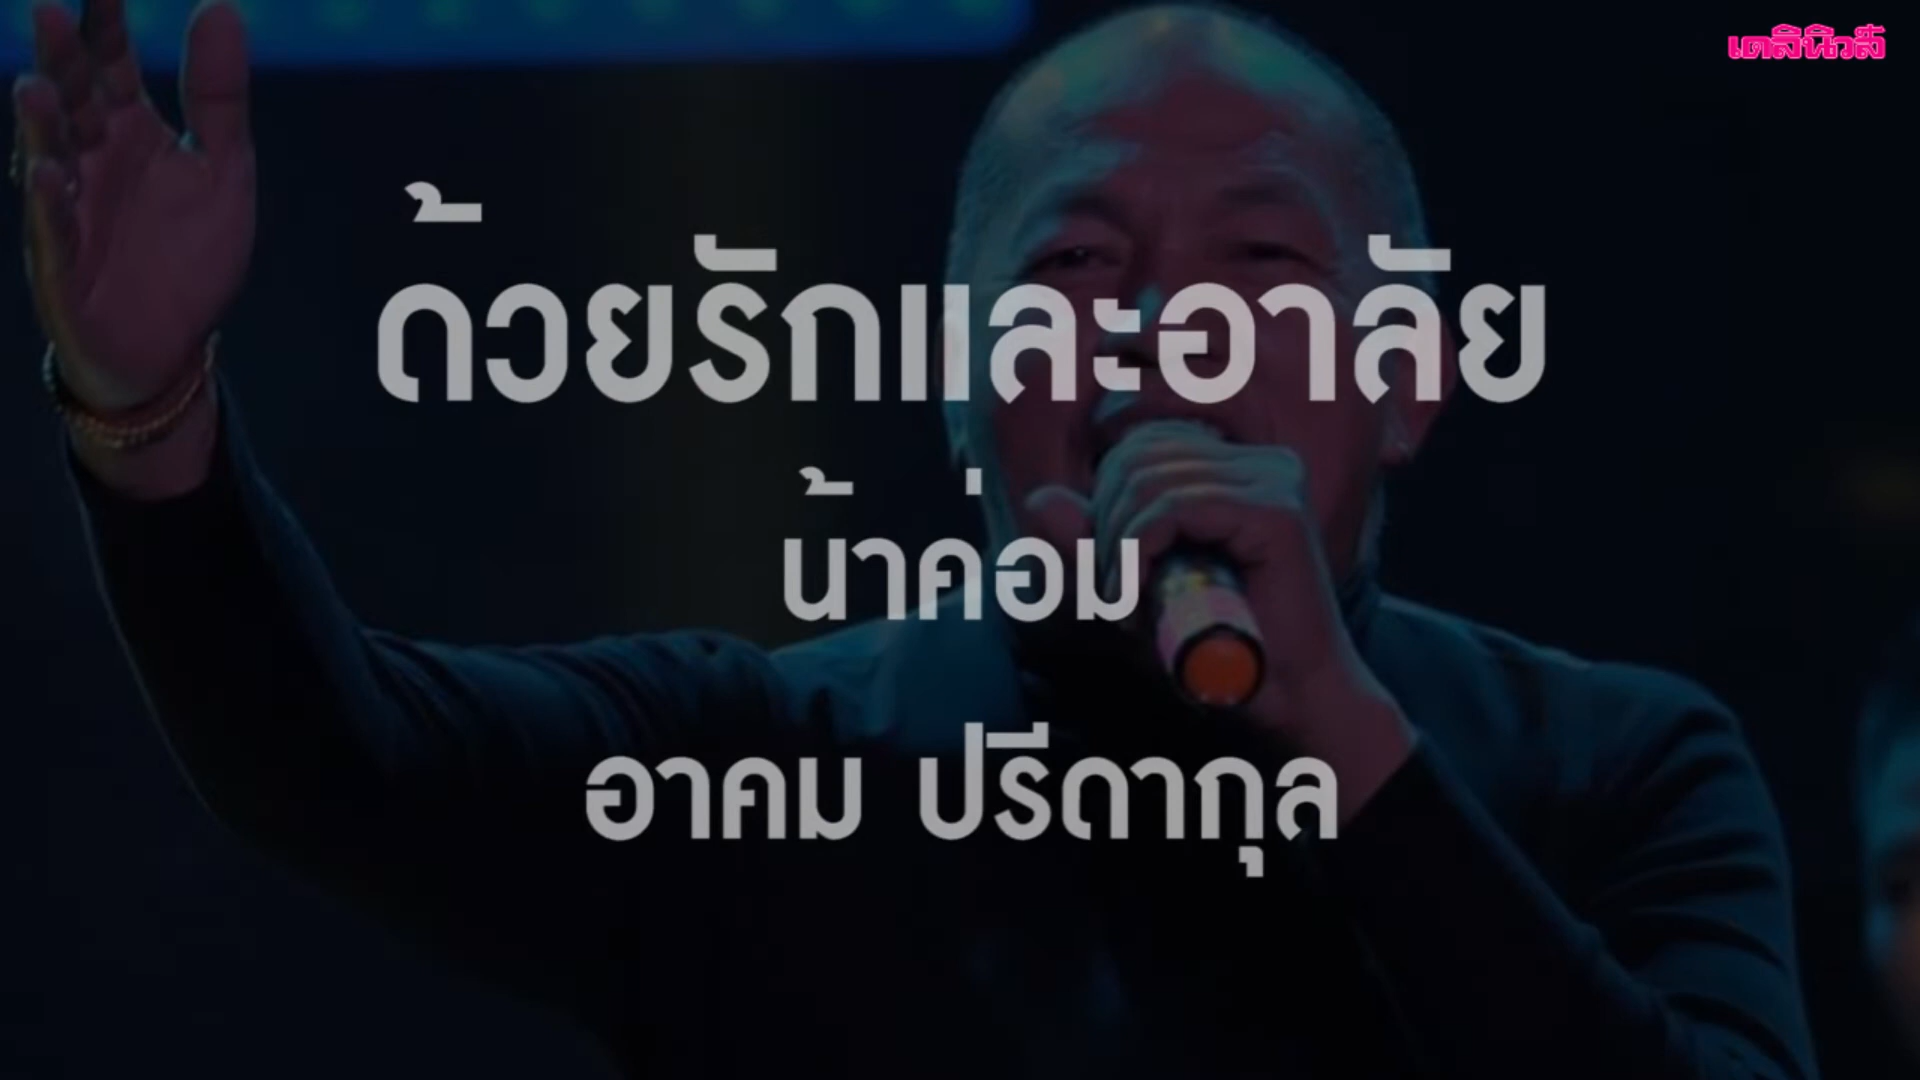 เดลินิวส์
ด้วยรักและอาลัย
น้าค่อม
อาคม ปรีดากุล